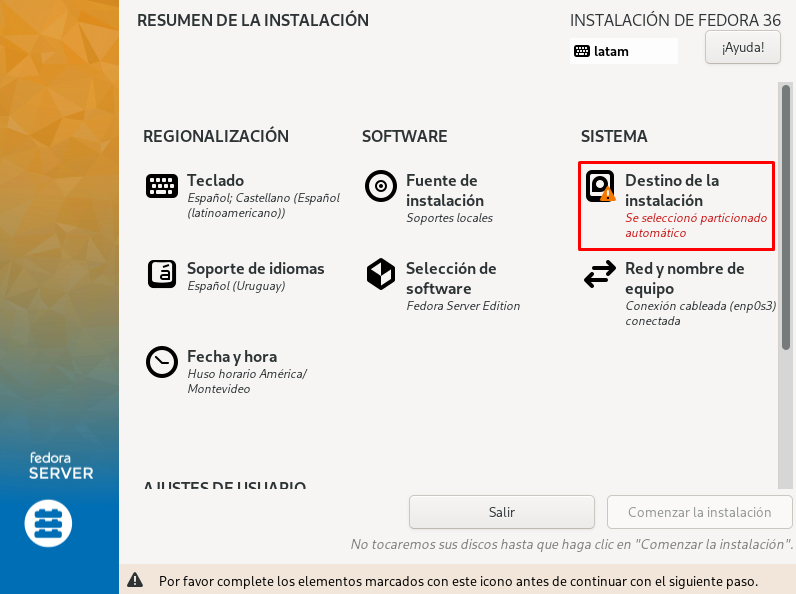 RESUMEN DE LA INSTALACIÓN
INSTALACIÓN DE FEDORA 36
latam
¡Ayuda!
REGIONALIZACIÓN
Teclado
Español; Castellano (Español
(latinoamericano))
Soporte de idiomas
Español (Uruguay)
Fecha y hora
Huso horario América/
Montevideo
SOFTWARE
Fuente de
instalación
Soportes locales
Selección de
software
Fedora Server Edition
SISTEMA
Destino de la
instalación
Se seleccionó particionado
automático
Red y nombre de
equipo
Conexión cableada (enp0s3)
conectada
AJUSTES DE USUARIO
fedora
SERVER
Salir
Comenzar la instalación
No tocaremos sus discos hasta que haga clic en "Comenzar la instalación".
Por favor complete los elementos marcados con este icono antes de continuar con el siguiente paso.